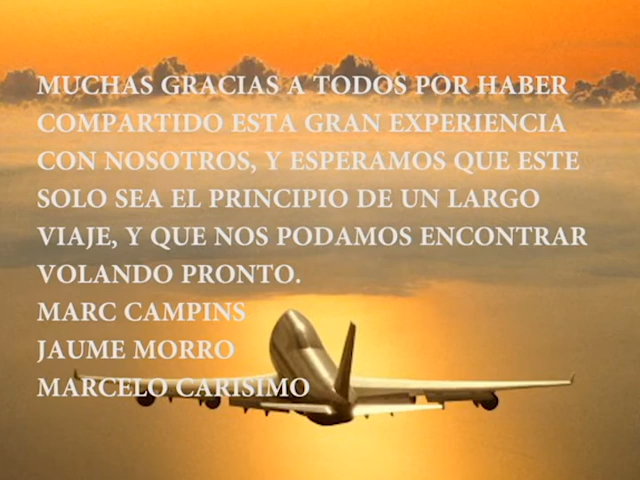 MUCHAS GRACIAS A TODOS POR HABER
COMPARTIDO ESTA GRAN EXPERIENCIA
CON NOSOTROS, Y ESPERAMOS QUE ESTE
SOLO SEA EL PRINCIPIO DE UN LARGO
VIAJE, Y QUE NOS PODAMOS ENCONTRAR
VOLANDO PRONTO.
MARC CAMPINS
JAUME MORRO
MARCELO CARISIMO